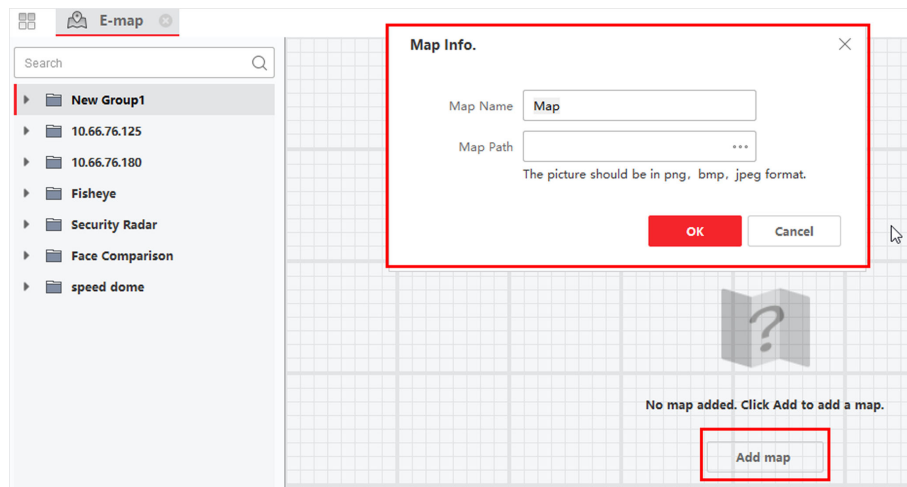 E-map
Search
New Group1
10.66.76.125
10.66.76.180
Fisheye
Security Radar
Face Comparison
speed dome
Map Info.
Map Name Map
Map Path ...
The picture should be in png, bmp, jpeg format.
OK Cancel
?
No map added. Click Add to add a map.
Add map